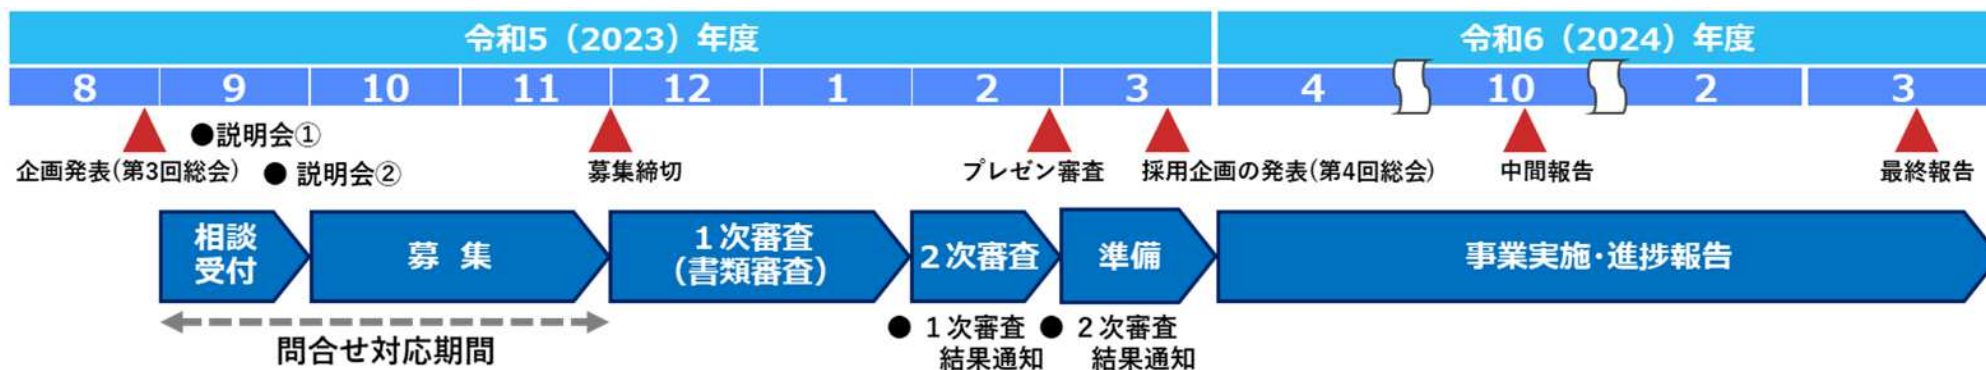 令和5（2023）年度
令和6（2024）年度
8 9 10 11 12 1 2 3 4 10 2 3
●説明会①
企画発表(第3回総会)
● 説明会②
募集締切
プレゼン審査
採用企画の発表(第4回総会)
中間報告
最終報告
相談
受付
募 集
１次審査
（書類審査）
２次審査
準備
事業実施・進捗報告
問合せ対応期間
● １次審査
結果通知
● ２次審査
結果通知